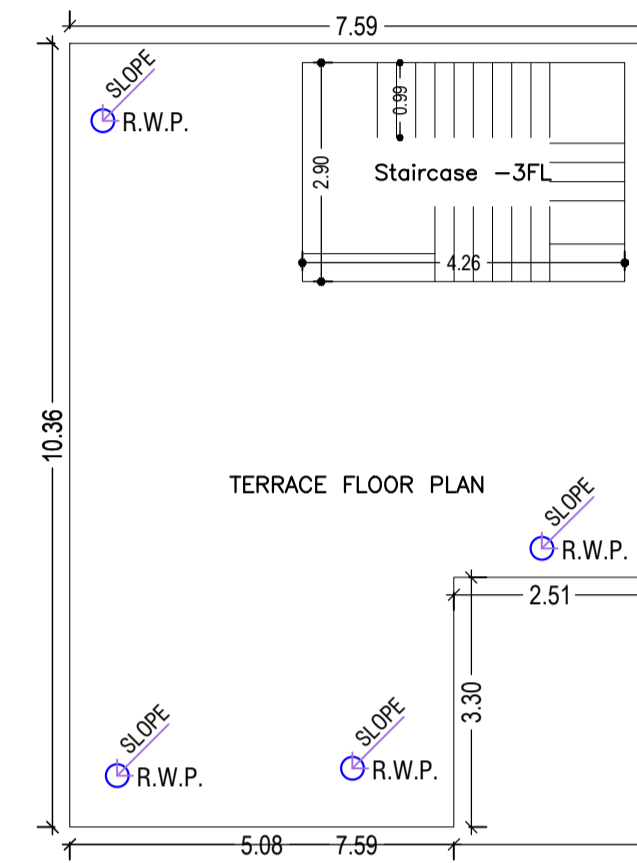 7.59
SLOPE
R.W.P.
0.99
2.90
Staircase -3FL
4.26
10.36
TERRACE FLOOR PLAN
SLOPE
R.W.P.
2.51
3.30
SLOPE
R.W.P.
SLOPE
R.W.P.
5.08
7.59